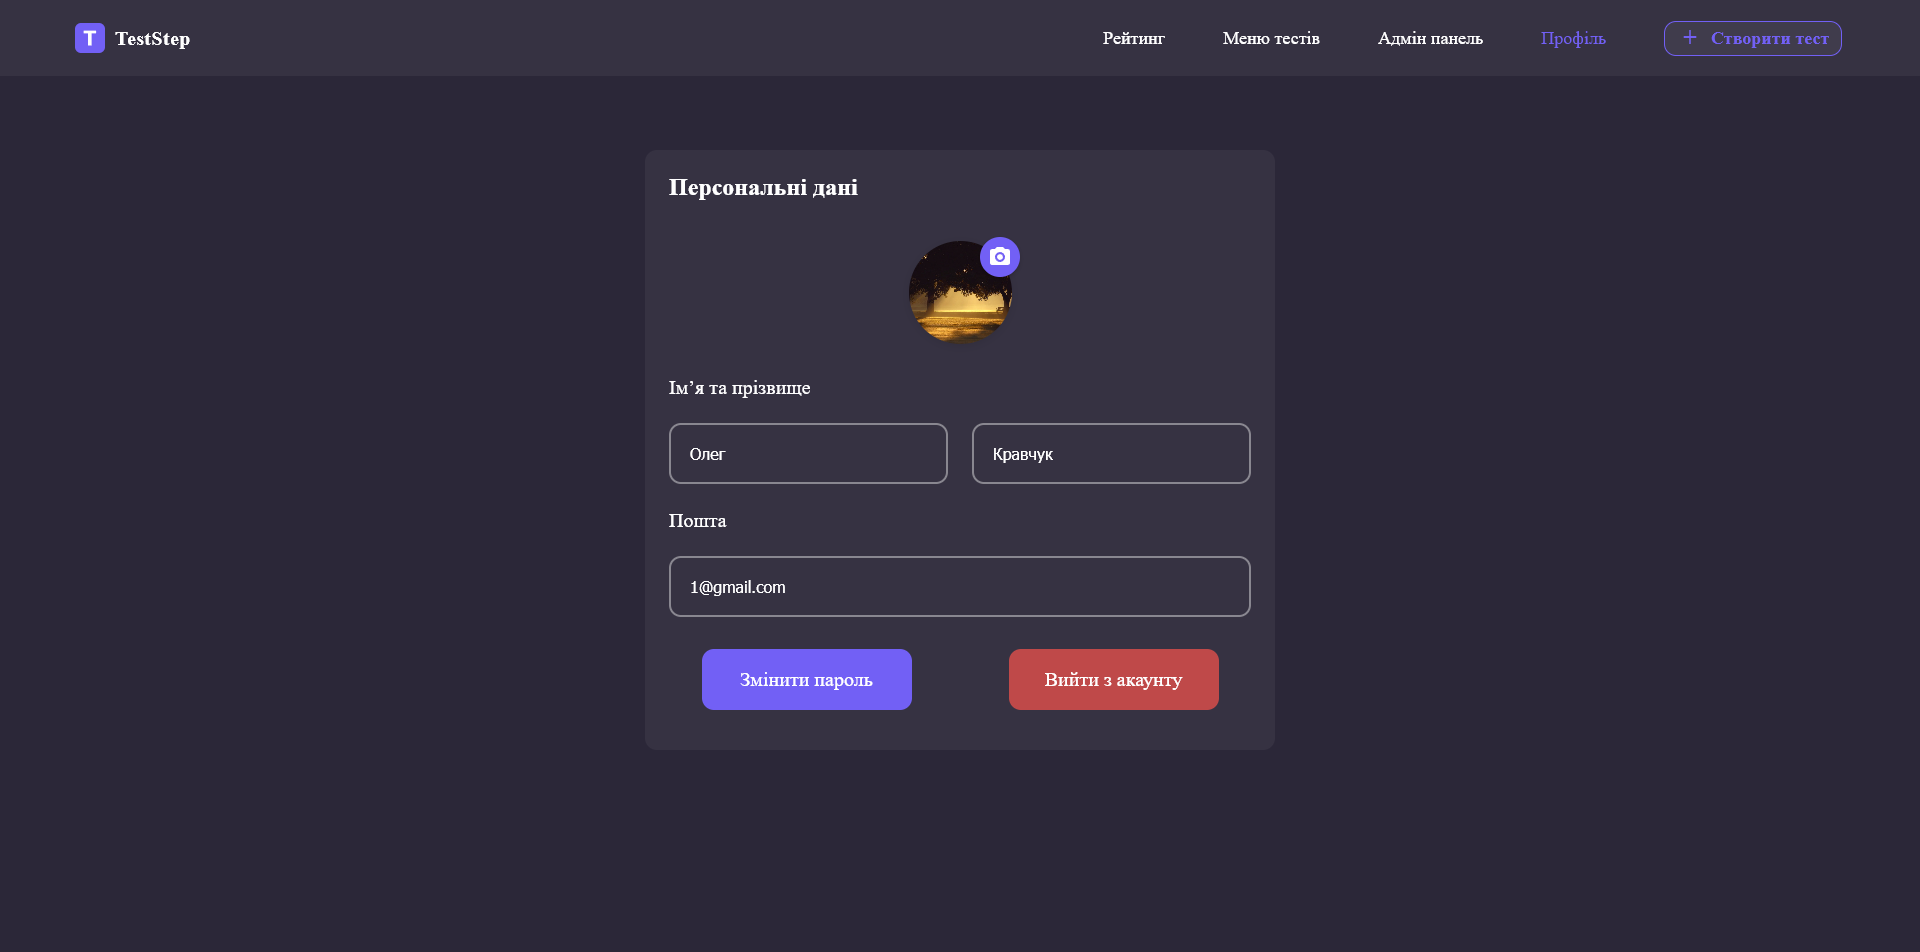 T TestStep
Рейтинг
Меню тестів
Адмін панель
Профіль
+ Створити тест
Персональні дані
Ім’я та прізвище
Олег
Кравчук
Пошта
1@gmail.com
Змінити пароль
Вийти з акаунту